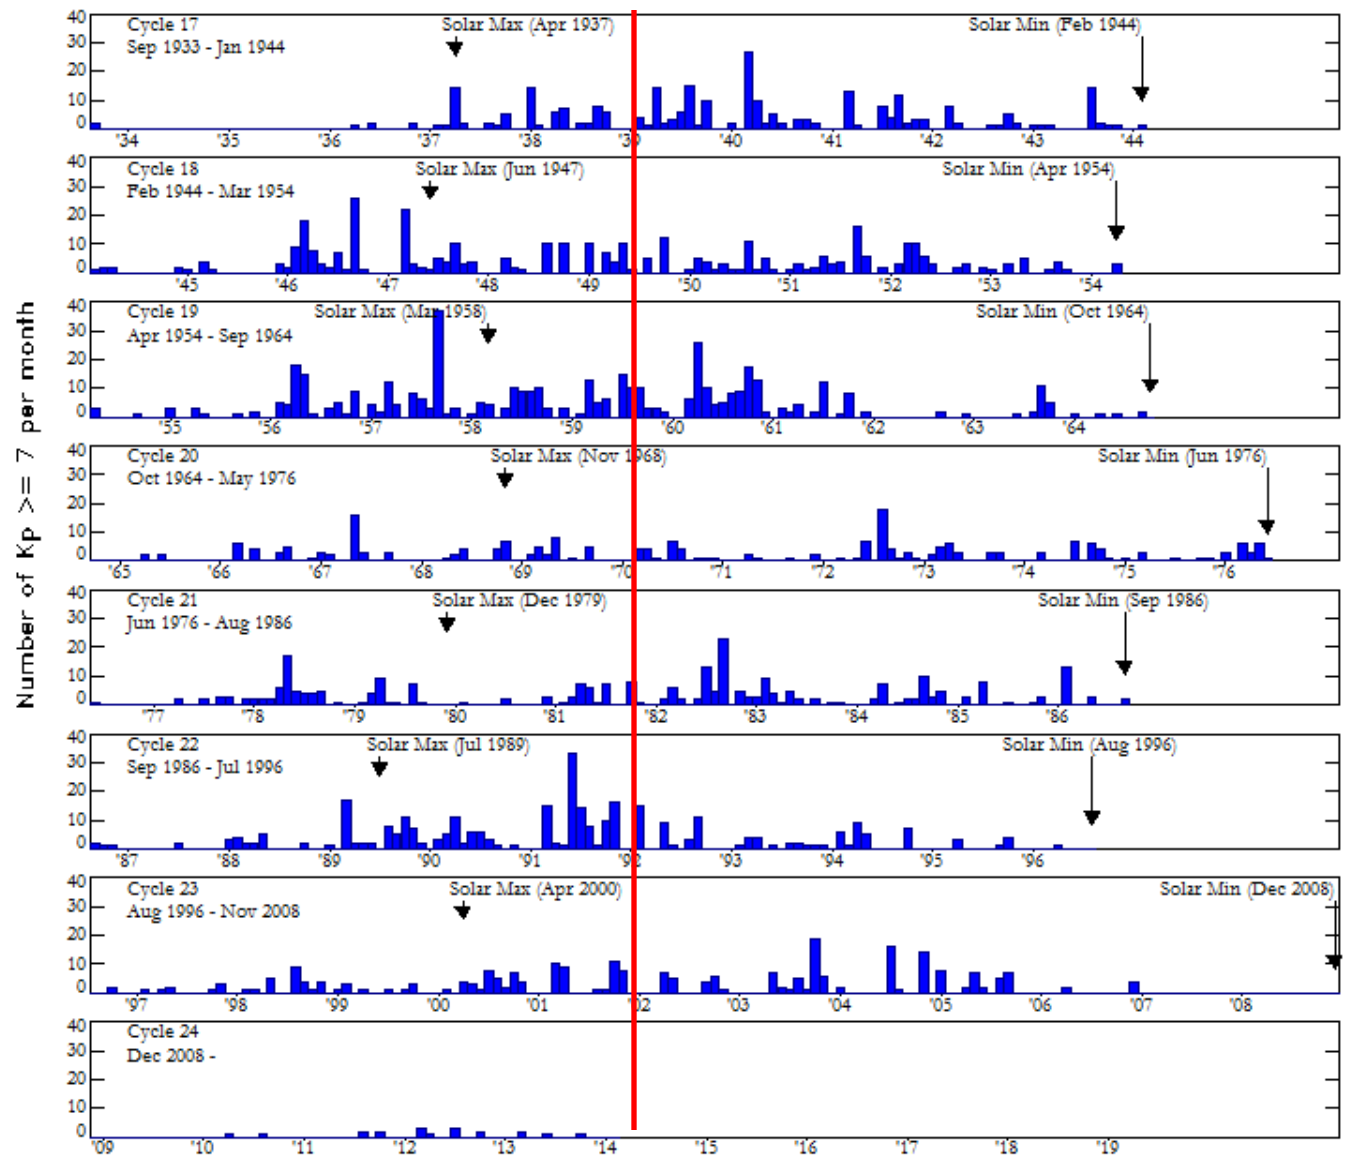 Number of Kp >= 7 per month
40
30
20
10
0
Cycle 17
Sep 1933 - Jan 1944
Solar Max (Apr 1937)
Solar Min (Feb 1944)
'34 '35 '36 '37 '38 '39 '40 '41 '42 '43 '44
40
30
20
10
0
Cycle 18
Feb 1944 - Mar 1954
Solar Max (Jun 1947)
Solar Min (Apr 1954)
'45 '46 '47 '48 '49 '50 '51 '52 '53 '54
40
30
20
10
0
Cycle 19
Apr 1954 - Sep 1964
Solar Max (Mar 1958)
Solar Min (Oct 1964)
'55 '56 '57 '58 '59 '60 '61 '62 '63 '64
40
30
20
10
0
Cycle 20
Oct 1964 - May 1976
Solar Max (Nov 1968)
Solar Min (Jun 1976)
'65 '66 '67 '68 '69 '70 '71 '72 '73 '74 '75 '76
40
30
20
10
0
Cycle 21
Jun 1976 - Aug 1986
Solar Max (Dec 1979)
Solar Min (Sep 1986)
'77 '78 '79 '80 '81 '82 '83 '84 '85 '86
40
30
20
10
0
Cycle 22
Sep 1986 - Jul 1996
Solar Max (Jul 1989)
Solar Min (Aug 1996)
'87 '88 '89 '90 '91 '92 '93 '94 '95 '96
40
30
20
10
0
Cycle 23
Aug 1996 - Nov 2008
Solar Max (Apr 2000)
Solar Min (Dec 2008)
'97 '98 '99 '00 '01 '02 '03 '04 '05 '06 '07 '08
40
30
20
10
0
Cycle 24
Dec 2008 -
'09 '10 '11 '12 '13 '14 '15 '16 '17 '18 '19